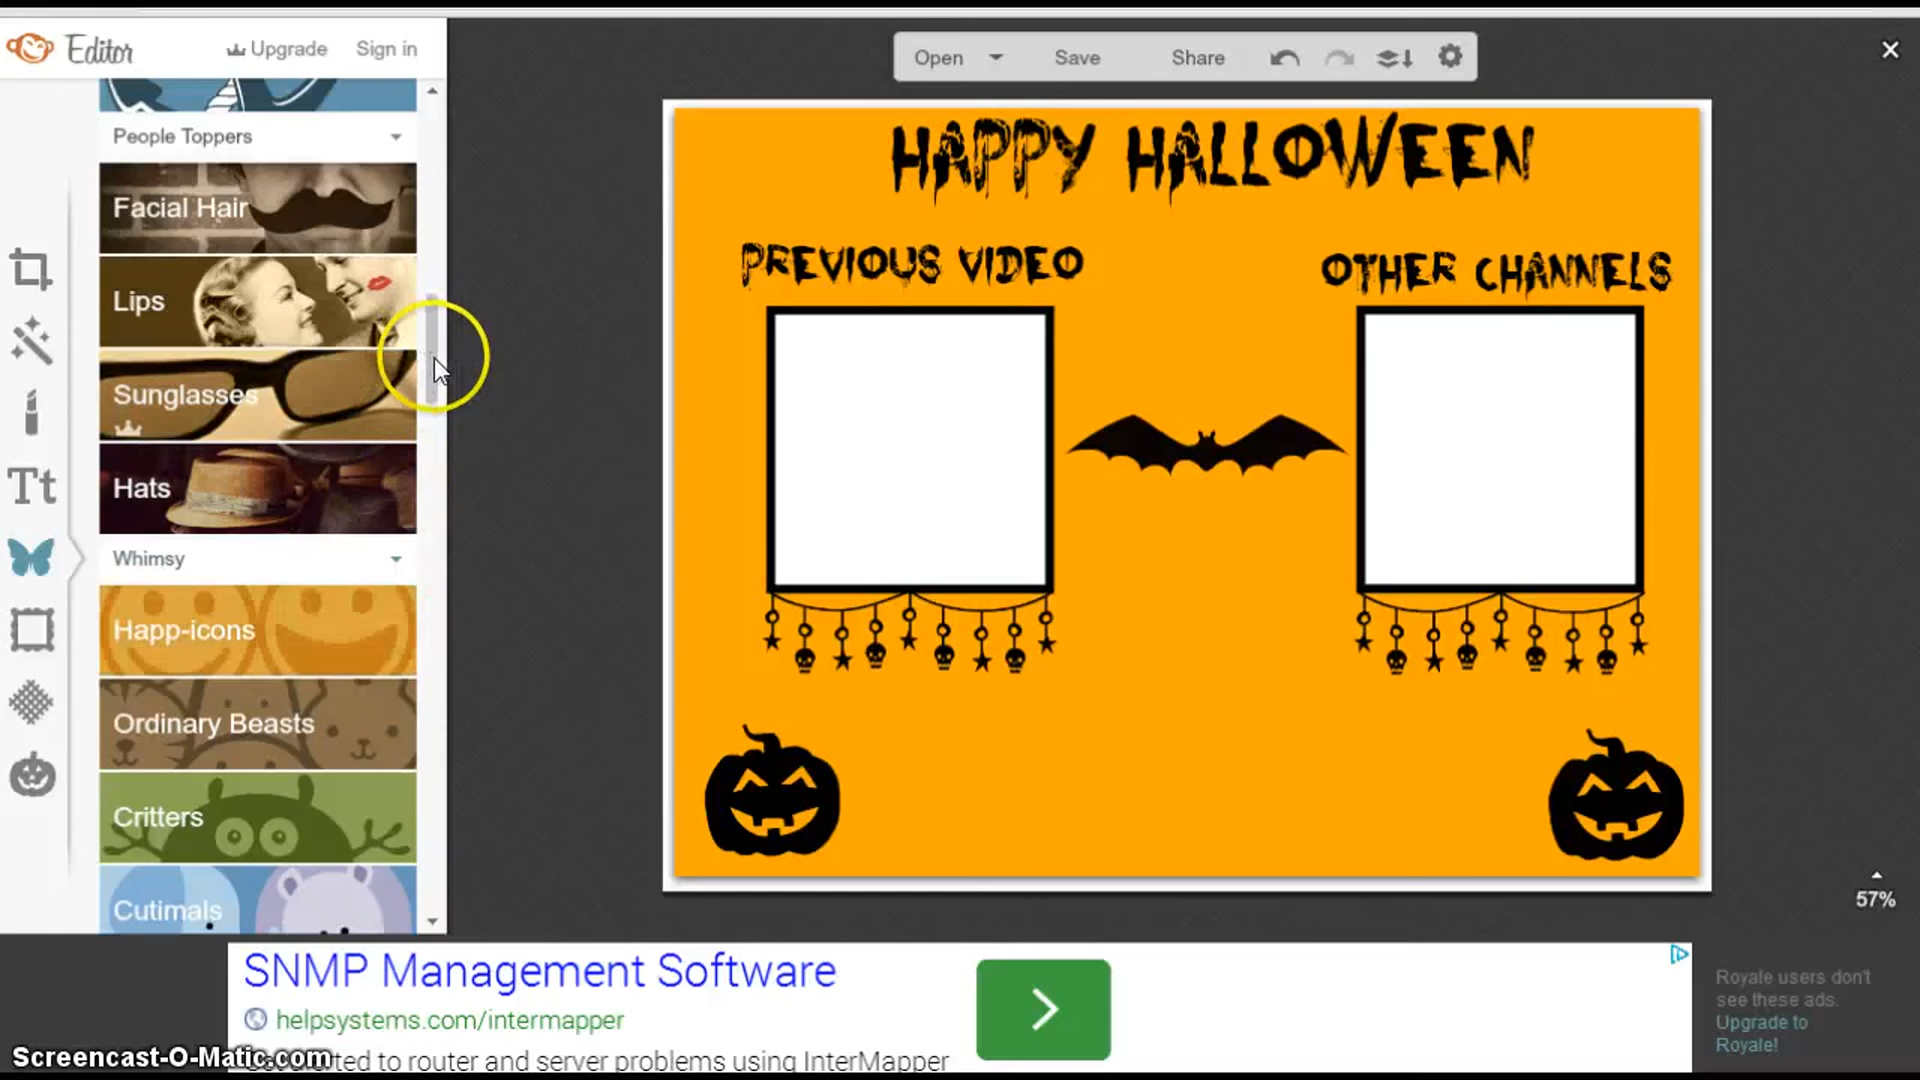 Editor
Upgrade
Sign in
Open
Save
Share
People Toppers
Facial Hair
Lips
Sunglasses
Hats
Whimsy
Happ-icons
Ordinary Beasts
Critters
Cutimals
Tt
HAPPY HALLOWEEN
PREVIOUS VIDEO
OTHER CHANNELS
57%
SNMP Management Software
helpsystems.com/intermapper
to router and server problems using InterMapper
Royale users don't
see these ads.
Upgrade to
Royale!
Screencast-O-Matic.com